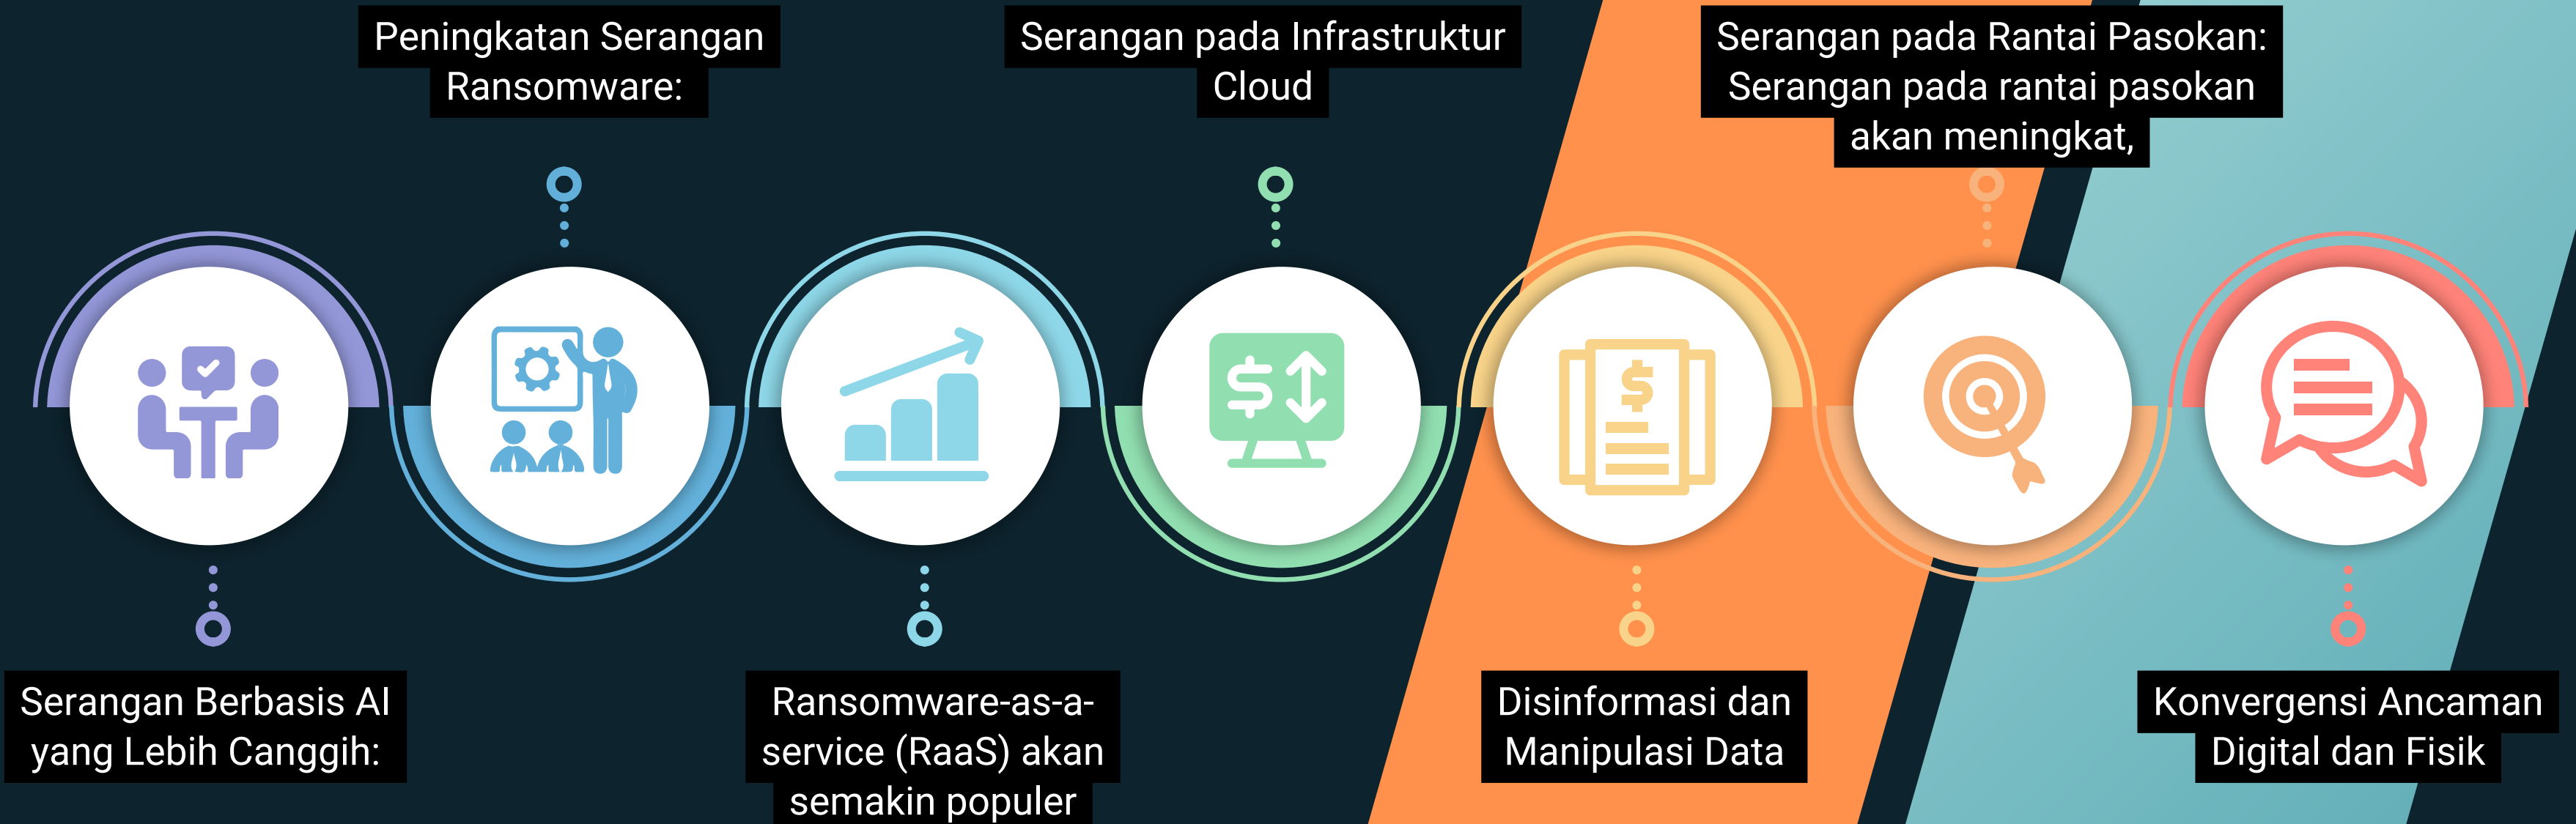 Peningkatan Serangan
Ransomware:
Serangan pada Infrastruktur
Cloud
Serangan pada Rantai Pasokan:
Serangan pada rantai pasokan
akan meningkat,
$
$
Serangan Berbasis AI
yang Lebih Canggih:
Ransomware-as-a-
service (RaaS) akan
semakin populer
Disinformasi dan
Manipulasi Data
Konvergensi Ancaman
Digital dan Fisik